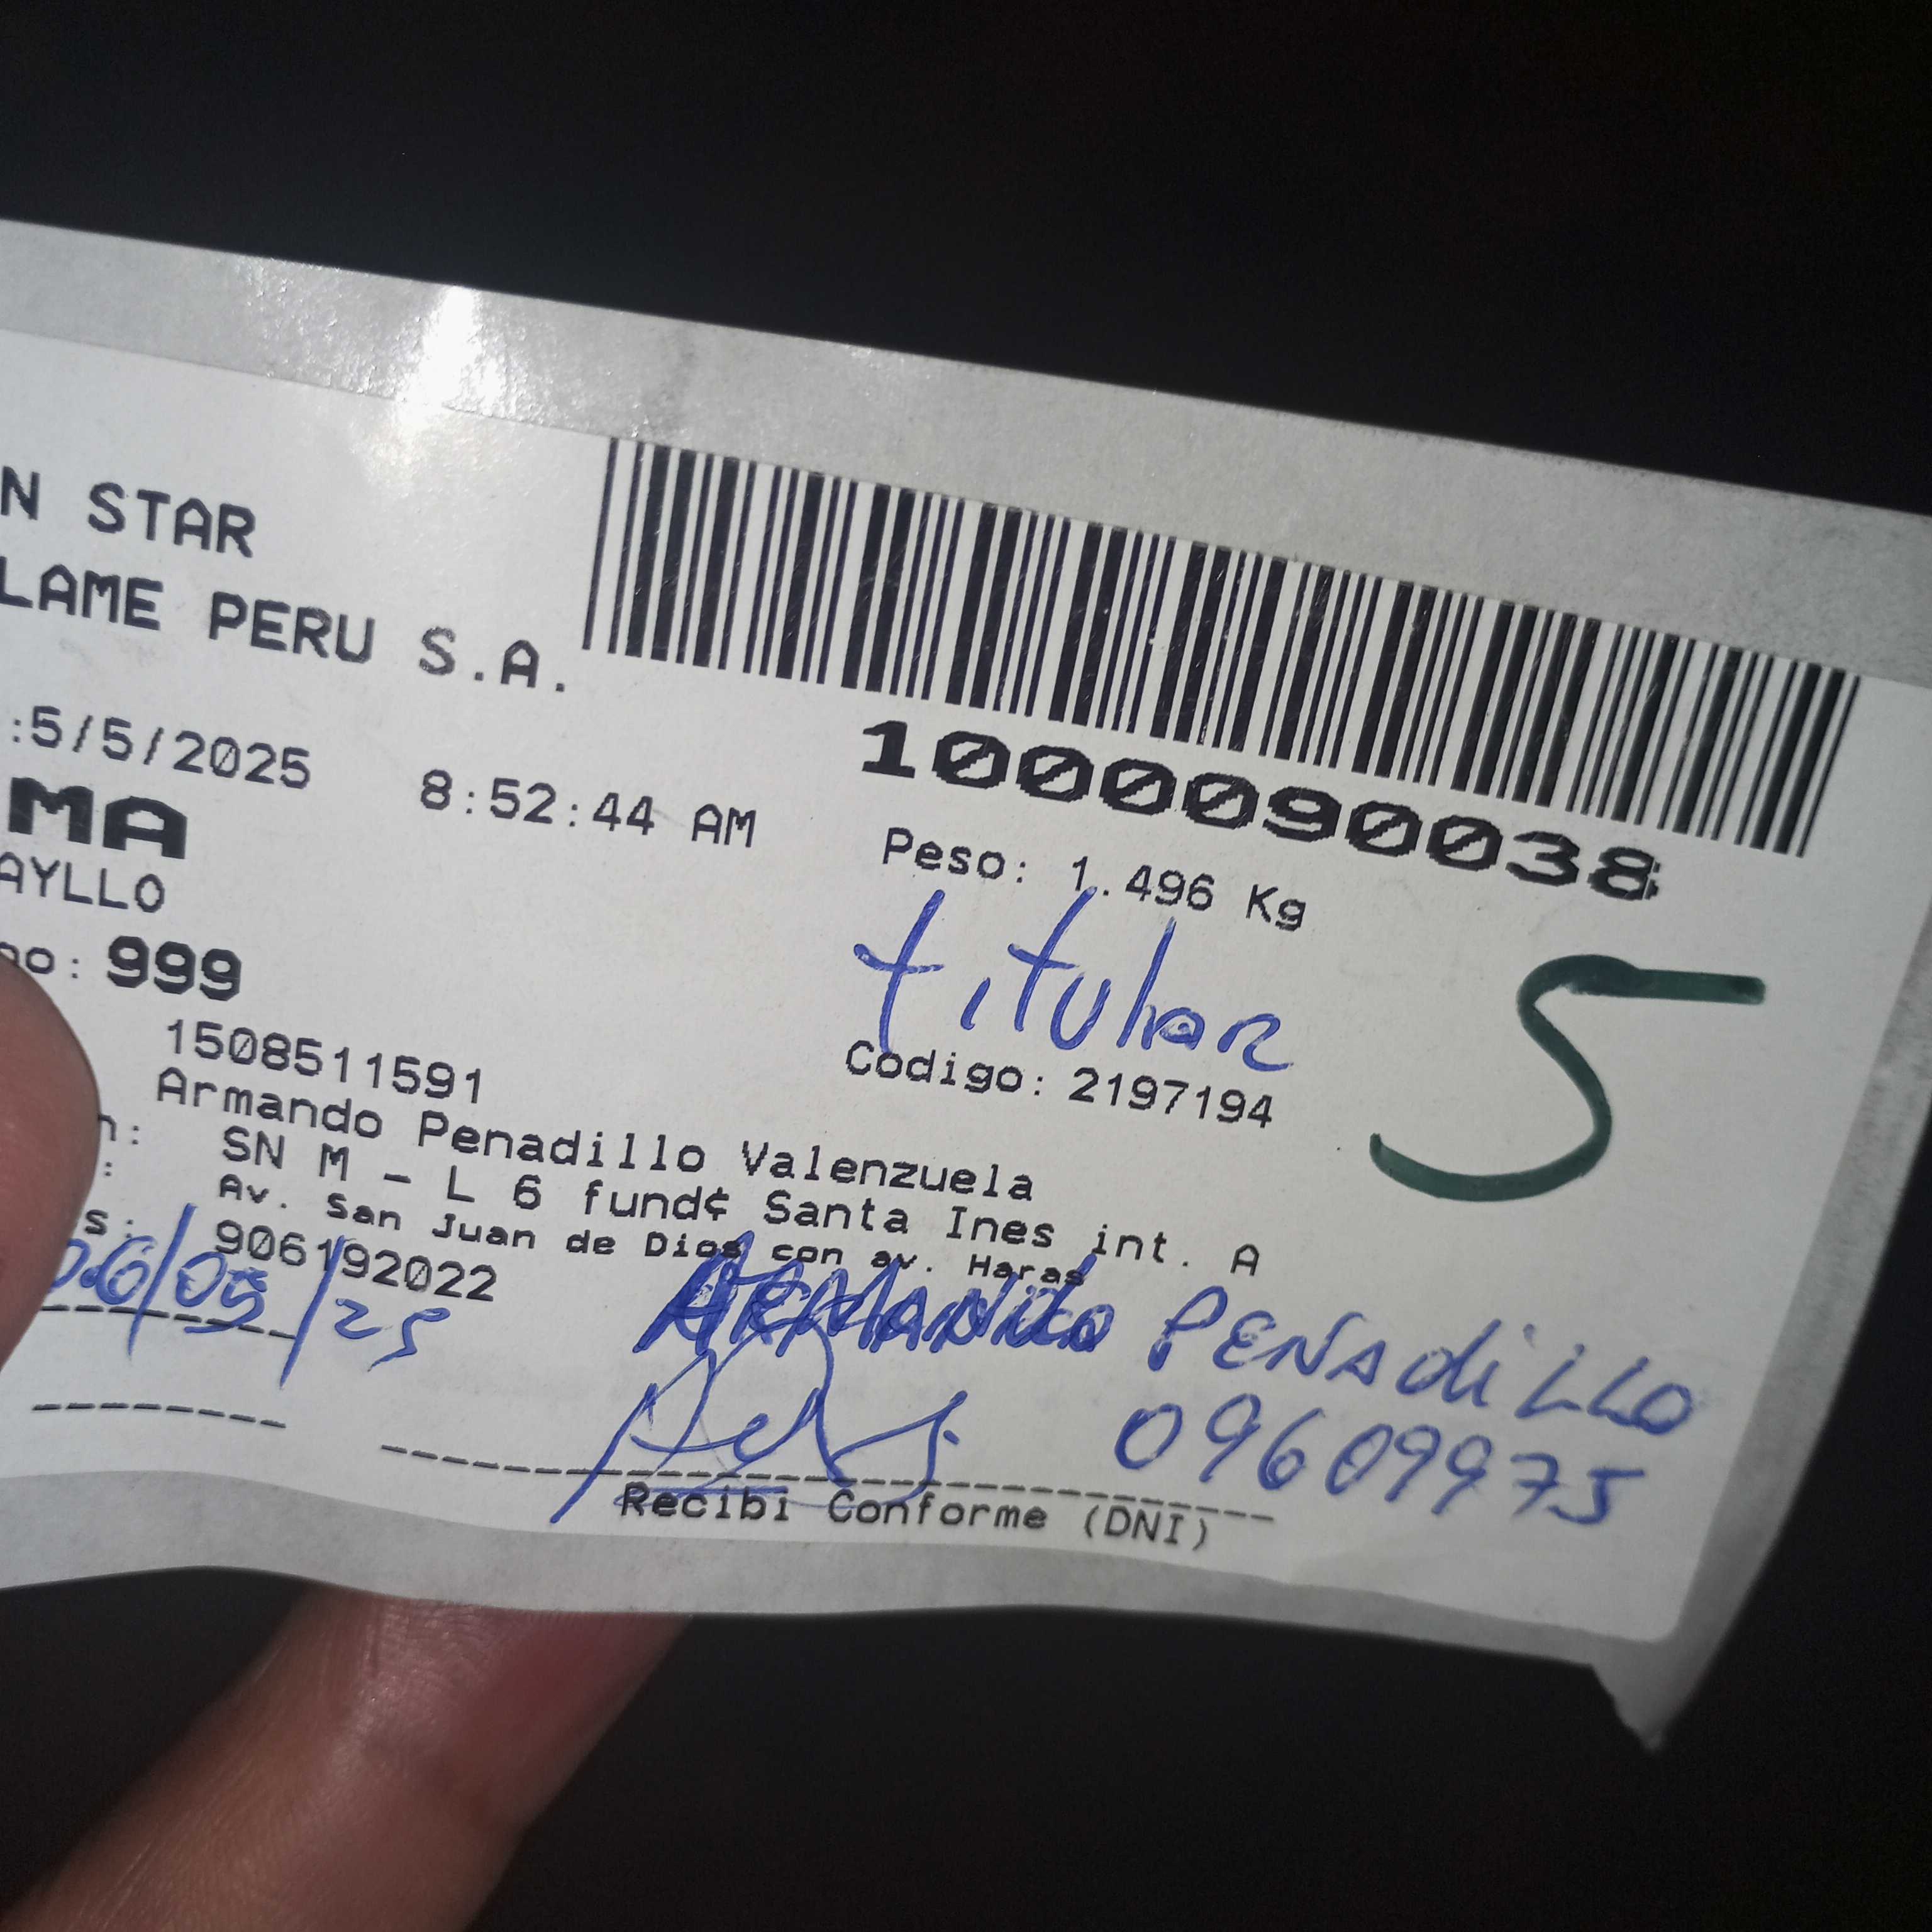 N STAR
LAME PERU S.A.
:5/5/2025 8:52:44 AM
1000090038
MA
Peso: 1.496 Kg
AYLLO
titular
no: 999
5
1508511591
Codigo: 2197194
Armando Penadillo Valenzuela
n: SN M - L 6 fund¢ Santa Ines int. A
: Av. San Juan de Dios con av. Haras
s: 906192022
06/05/25
ARMANdo PENAdiLLO
09609975
Recibi Conforme (DNI)